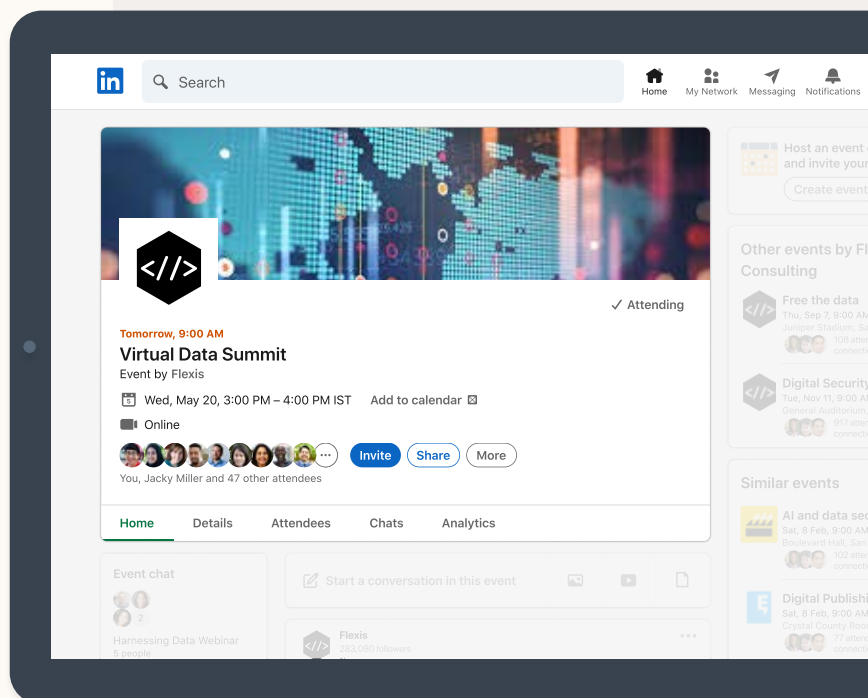 in
Search
Home
My Network
Messaging
Notifications
29.429
</>
Attending
Tomorrow, 9:00 AM
Virtual Data Summit
Event by Flexis
5
Wed, May 20, 3:00 PM – 4:00 PM IST
Add to calendar
Online
...
Invite
Share
More
You, Jacky Miller and 47 other attendees
Home
Details
Attendees
Chats
Analytics
Event chat
2
Harnessing Data Webinar
5 people
Start a conversation in this event
<//>
Flexis
283,090 followers
Host an event
and invite your
Create event
Other events by Fl
Consulting
<//>
Free the data
Thu, Sep 7, 9:00 AM
Juniper Stadium, Sa
108 atten
connecti
<//>
Digital Security
Tue, Nov 11, 9:00 AM
General Auditorium,
917 atten
connecti
Similar events
AI and data sec
Sat, 8 Feb, 9:00 AM
Boulevard Hall, San
102 atte
connecti
Digital Publishi
Sat, 8 Feb, 9:00 AM
Crystal County Roo
77 attend
connecti